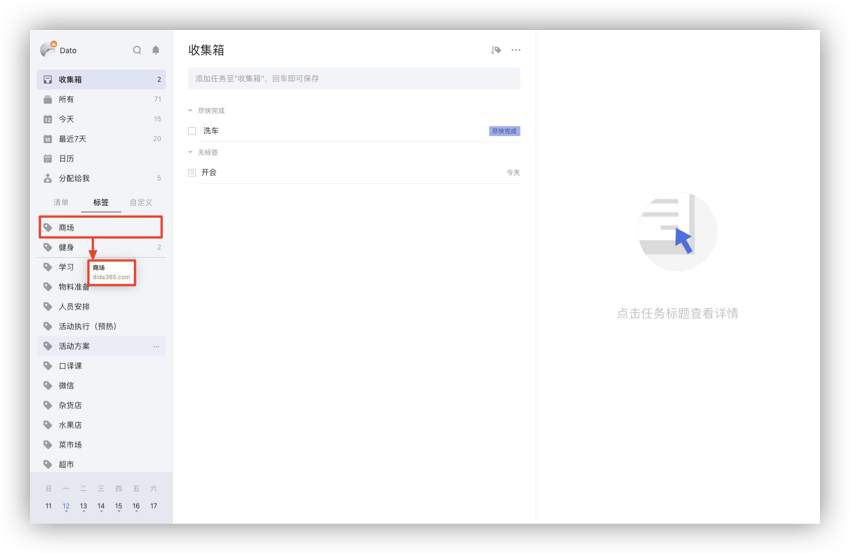 Dato
收集箱 2
所有 71
今天 15
最近7天 20
日历
分配给我 5
清单 标签 自定义
商场
健身 2
学习
商场
dida365.com
物料准备
人员安排
活动执行（预热）
活动方案
口译课
微信
杂货店
水果店
菜市场
超市
日 一 二 三 四 五 六
11 12 13 14 15 16 17
收集箱
添加任务至"收集箱"，回车即可保存
尽快完成
洗车 尽快完成
无标签
开会 今天
点击任务标题查看详情